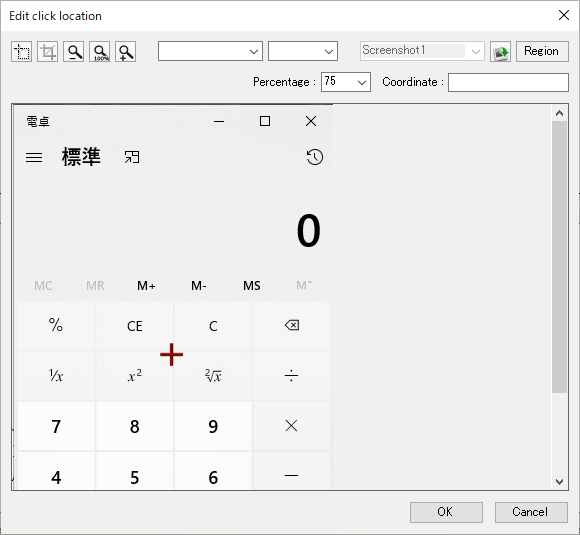 Edit click location
100%
Screenshot1
Region
Percentage : 75 Coordinate :
電卓
標準
0
MC MR M+ M- MS M˅
% CE C
¹/x x² ²√x ÷
7 8 9 ×
4 5 6 −
OK Cancel